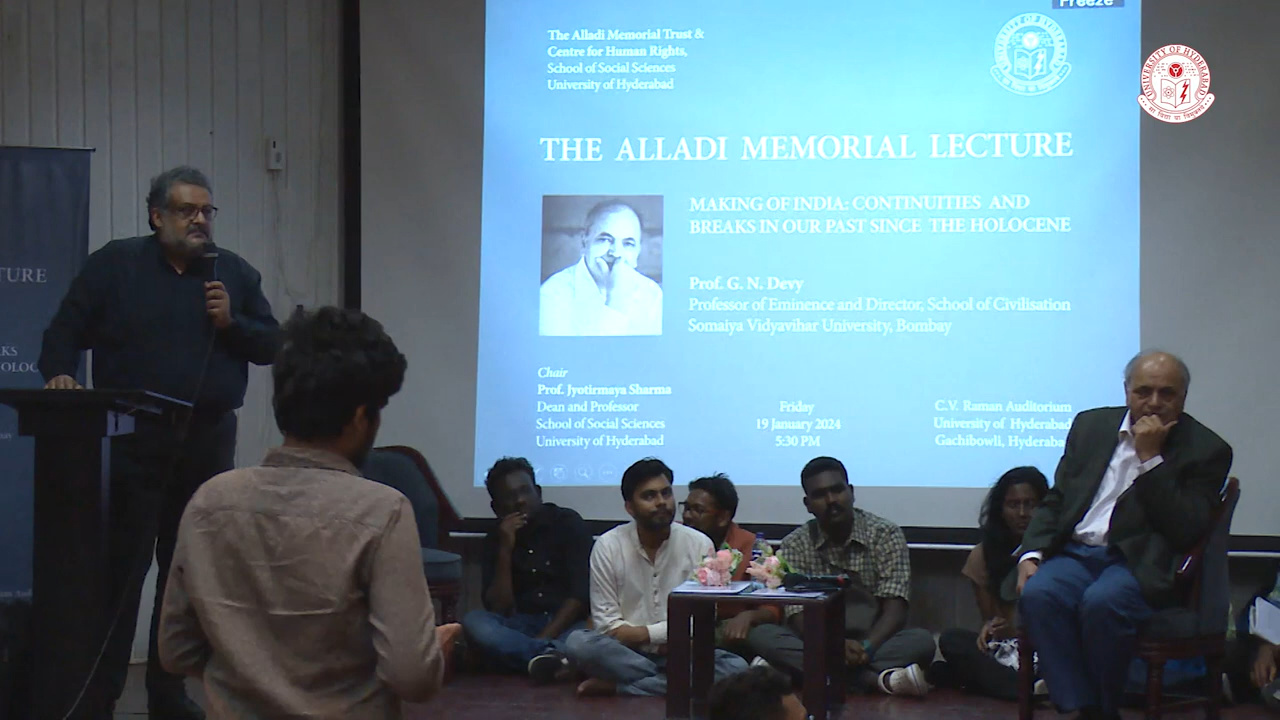 Freeze
The Alladi Memorial Trust &
Centre for Human Rights,
School of Social Sciences
University of Hyderabad
THE ALLADI MEMORIAL LECTURE
MAKING OF INDIA: CONTINUITIES AND
BREAKS IN OUR PAST SINCE THE HOLOCENE
Prof. G. N. Devy
Professor of Eminence and Director, School of Civilisation
Somaiya Vidyavihar University, Bombay
Chair
Prof. Jyotirmaya Sharma
Dean and Professor
School of Social Sciences
University of Hyderabad
Friday
19 January 2024
5:30 PM
C.V. Raman Auditorium
University of Hyderabad
Gachibowli, Hyderabad
UNIVERSITY OF HYDERABAD
सा विद्या या विमुक्तये
CTURE
AKS
HOLOC